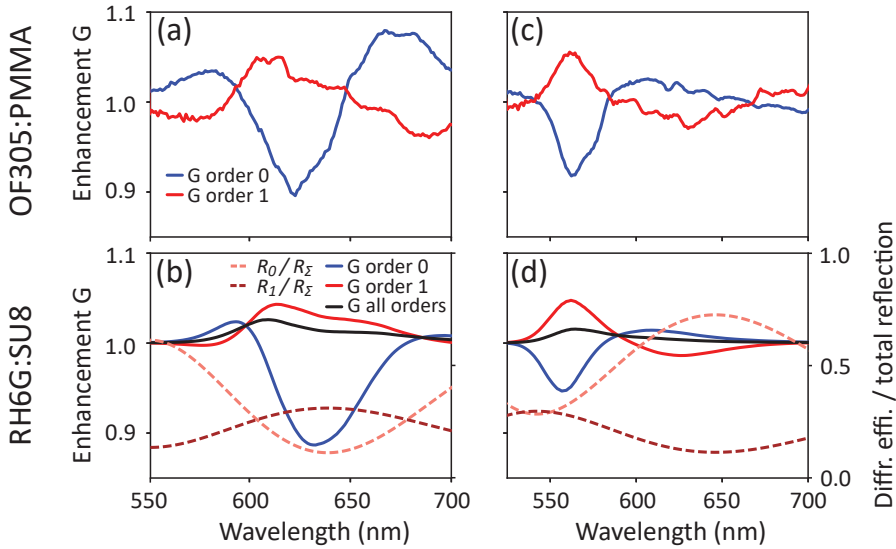 OF305:PMMA
Enhancement G
1.1
1.0
0.9
(a)
G order 0
G order 1
(c)
RH6G:SU8
Enhancement G
1.1
1.0
0.9
(b)
R0 / RΣ
R1 / RΣ
G order 0
G order 1
G all orders
550 600 650 700
Wavelength (nm)
(d)
550 600 650 700
Wavelength (nm)
1.0
0.5
0.0
Diffr. effi. / total reflection